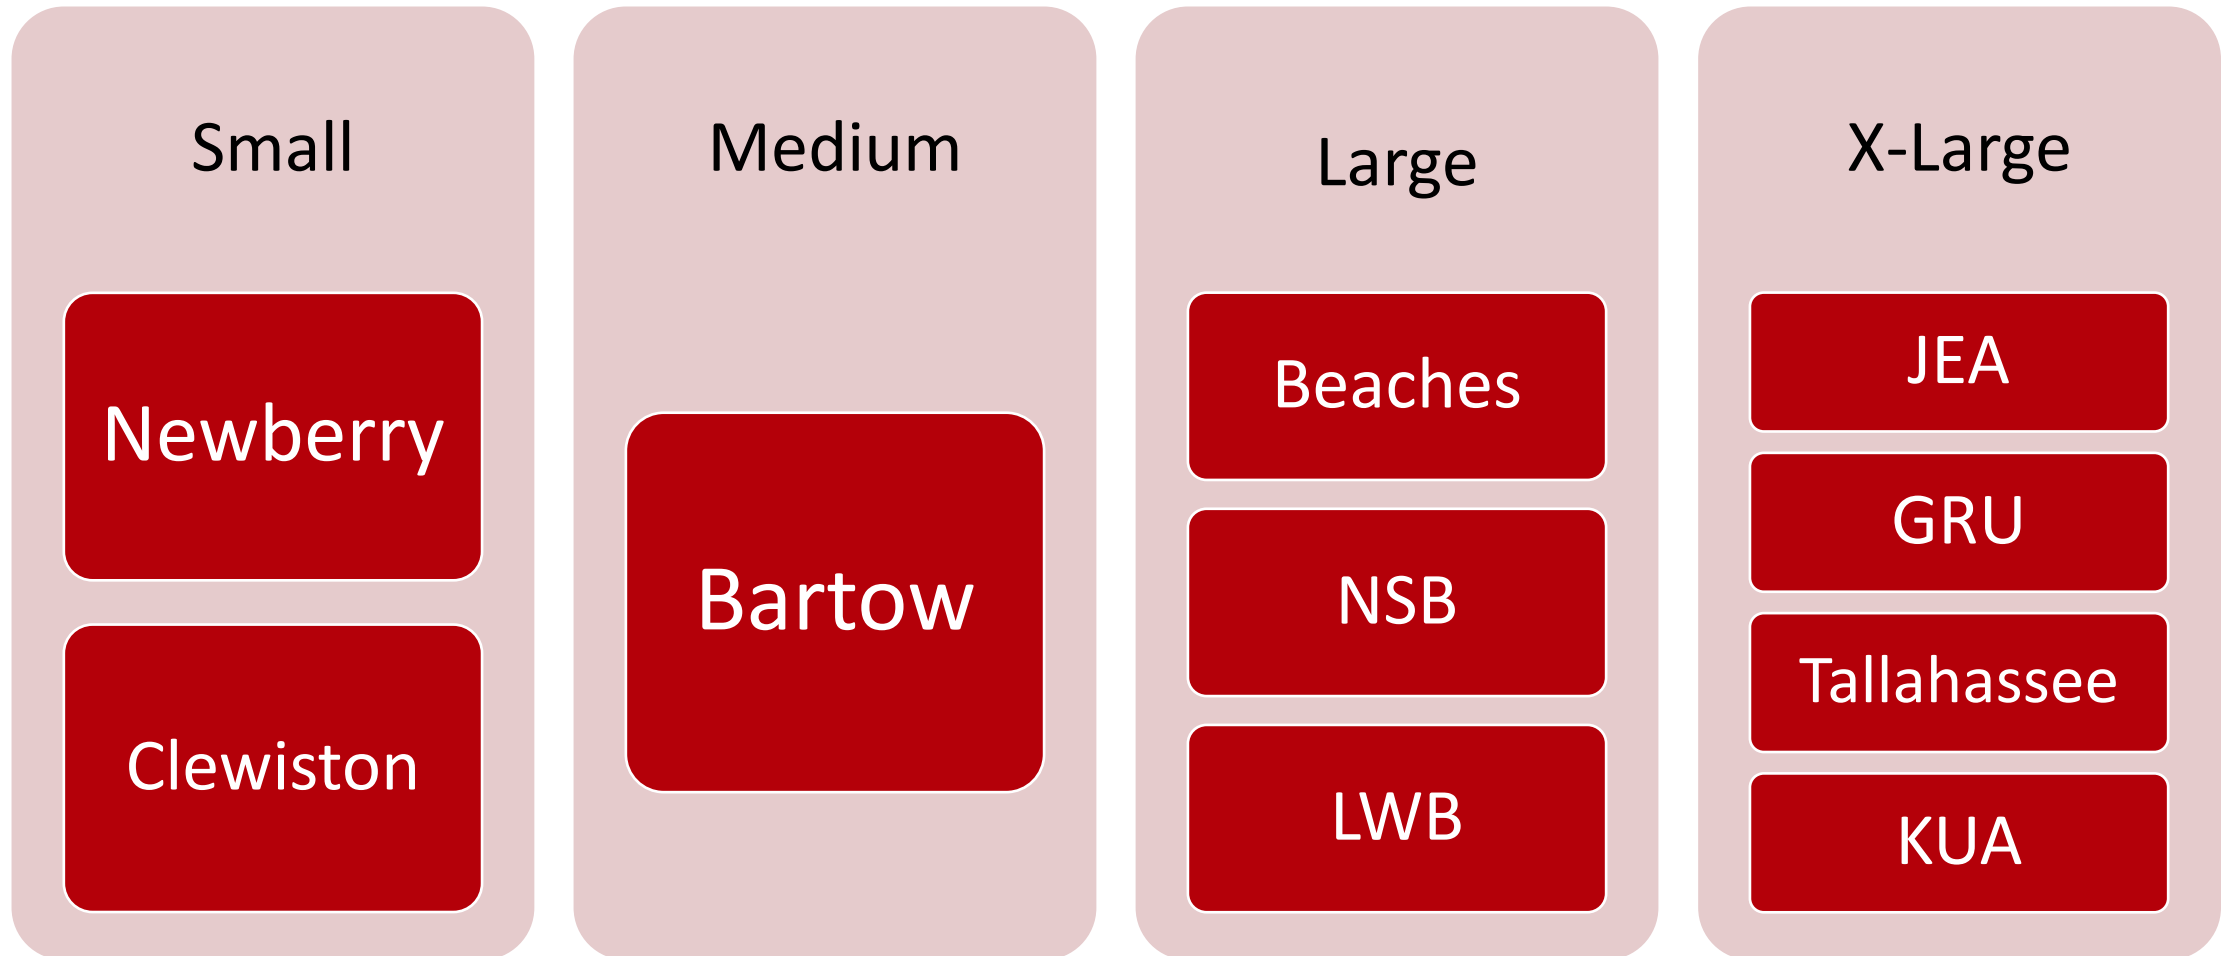 Small
Newberry
Clewiston
Medium
Bartow
Large
Beaches
NSB
LWB
X-Large
JEA
GRU
Tallahassee
KUA